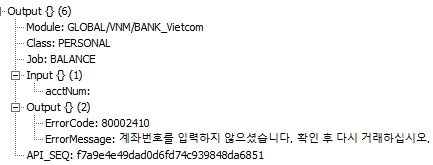 Output {} (6)
Module: GLOBAL/VNM/BANK_Vietcom
Class: PERSONAL
Job: BALANCE
Input {} (1)
acctNum:
Output {} (2)
ErrorCode: 80002410
ErrorMessage: 계좌번호를 입력하지 않으셨습니다. 확인 후 다시 거래하십시오.
API_SEQ: f7a9e4e49dad0d6fd74c939848da6851